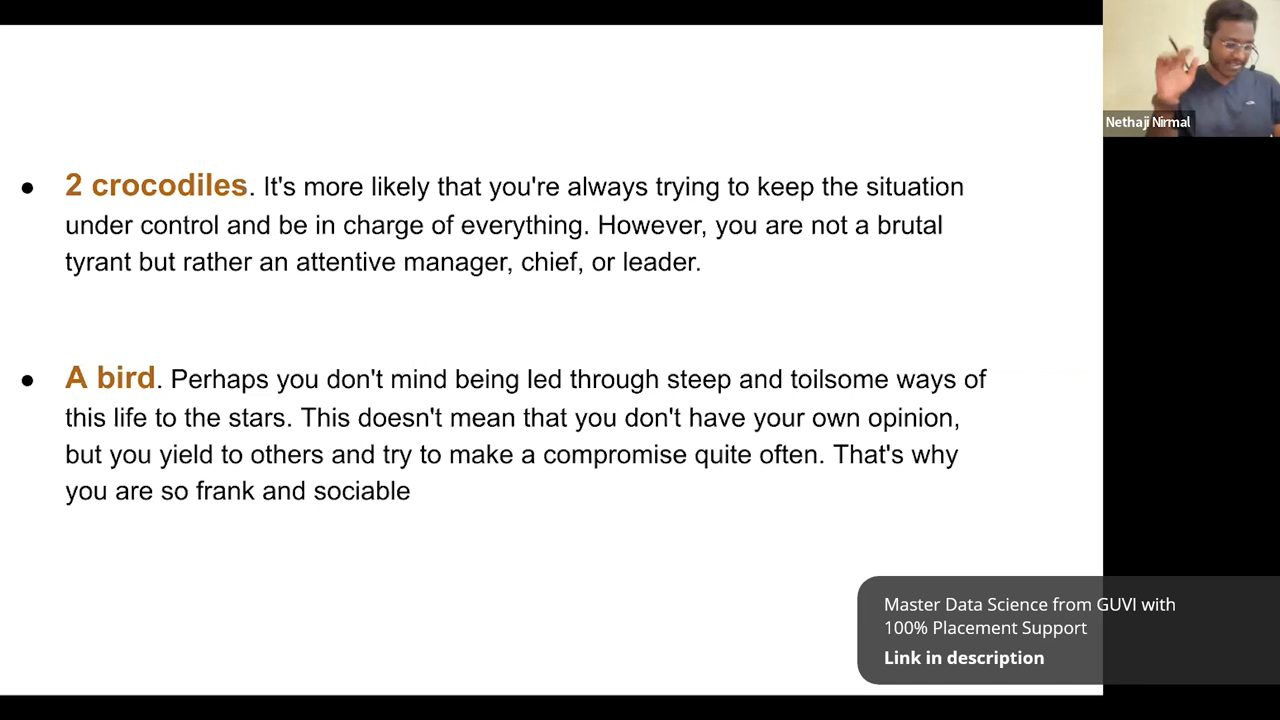 ● 2 crocodiles. It's more likely that you're always trying to keep the situation
under control and be in charge of everything. However, you are not a brutal
tyrant but rather an attentive manager, chief, or leader.
● A bird. Perhaps you don't mind being led through steep and toilsome ways of
this life to the stars. This doesn't mean that you don't have your own opinion,
but you yield to others and try to make a compromise quite often. That's why
you are so frank and sociable
Nethaji Nirmal
Master Data Science from GUVI with
100% Placement Support
Link in description